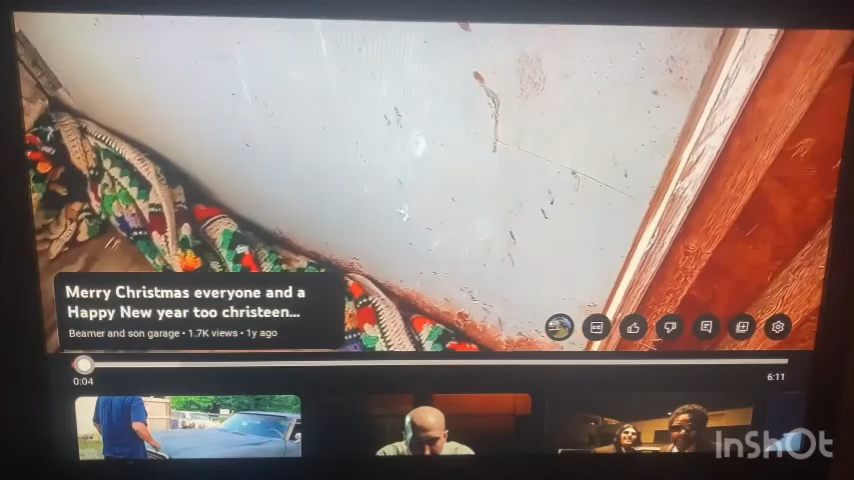 Merry Christmas everyone and a
Happy New year too christeen...
Beamer and son garage • 1.7K views • 1y ago
0:04
6:11
InShOt